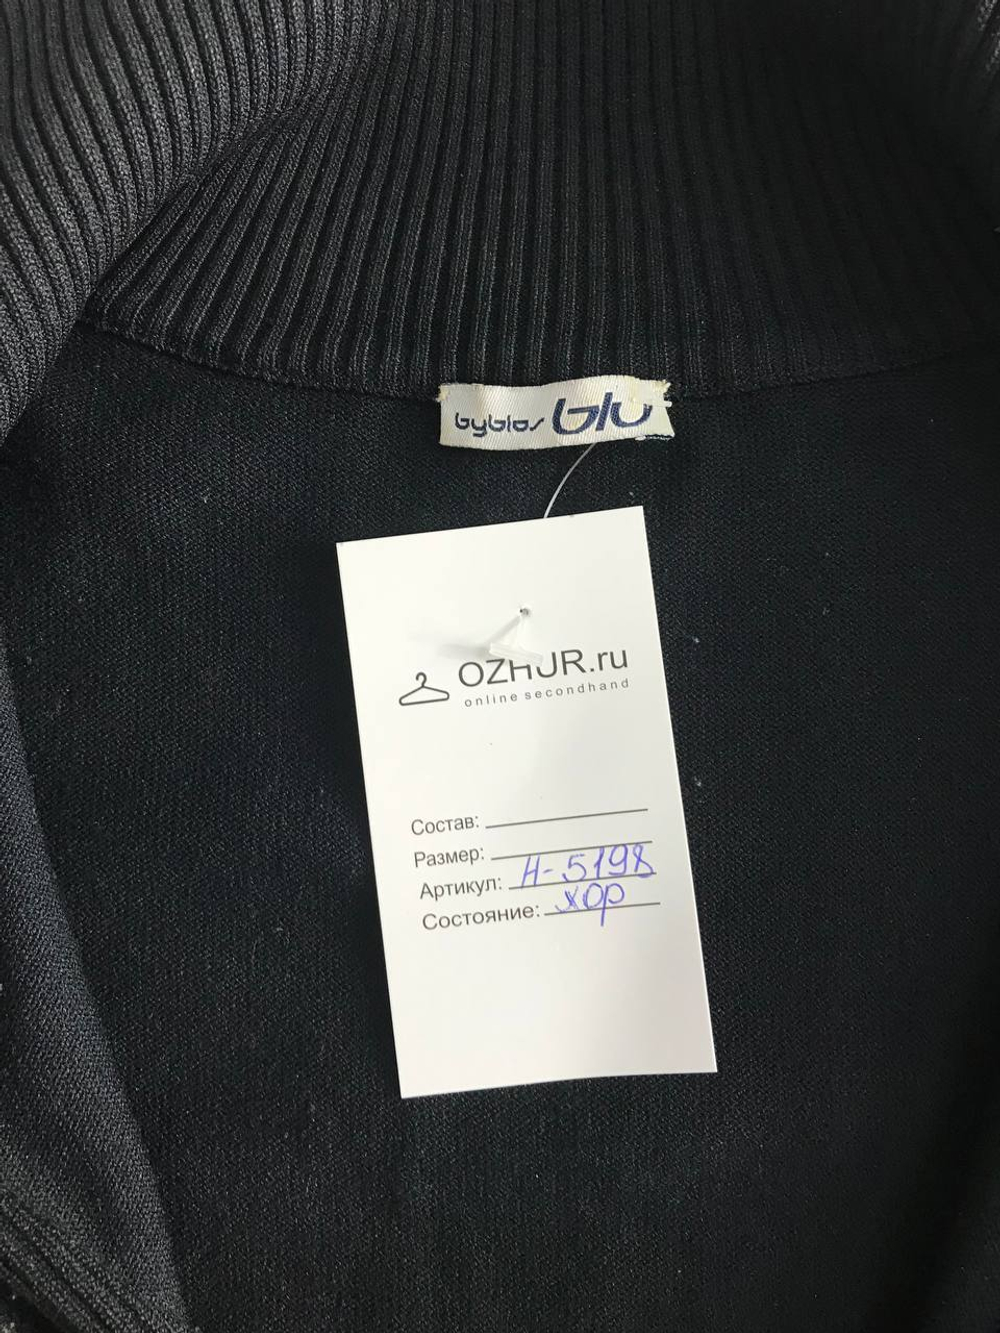 byblos blu
OZHUR.ru
online secondhand
Состав:
Размер:
Артикул: Н-5198
Состояние: хор